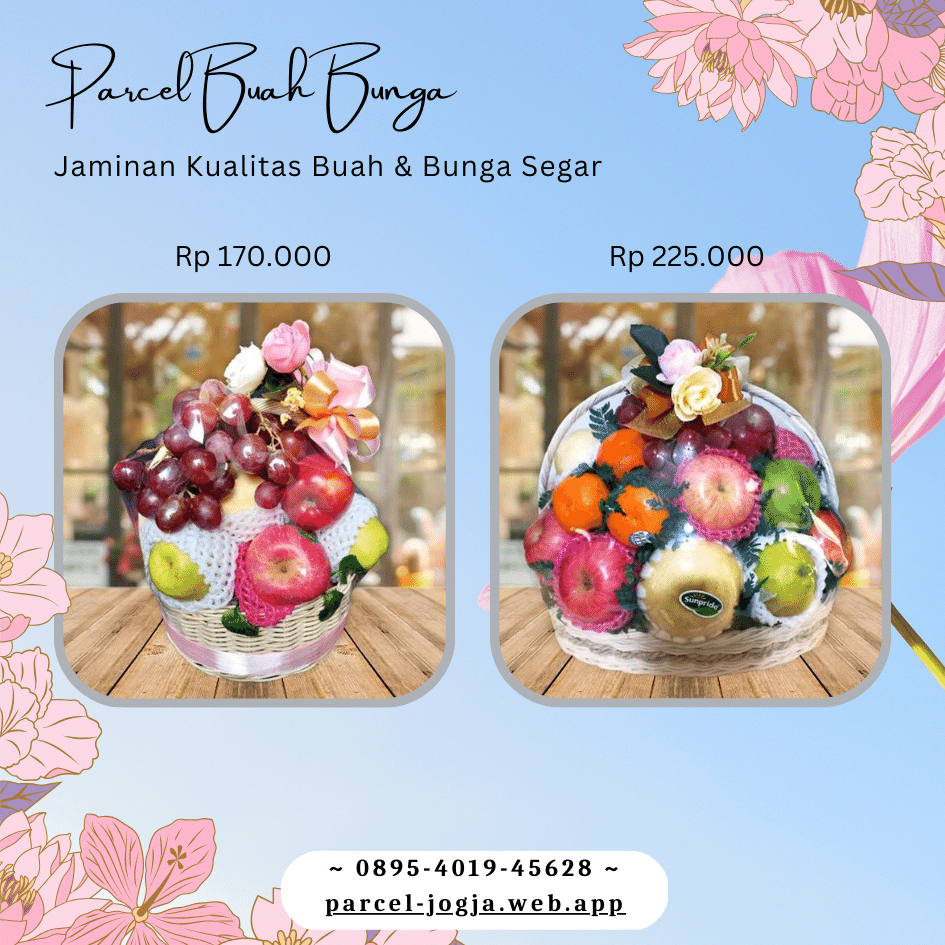 Parcel Buah Bunga
Jaminan Kualitas Buah & Bunga Segar
Rp 170.000
Rp 225.000
Sunpride
~ 0895-4019-45628 ~
parcel-jogja.web.app